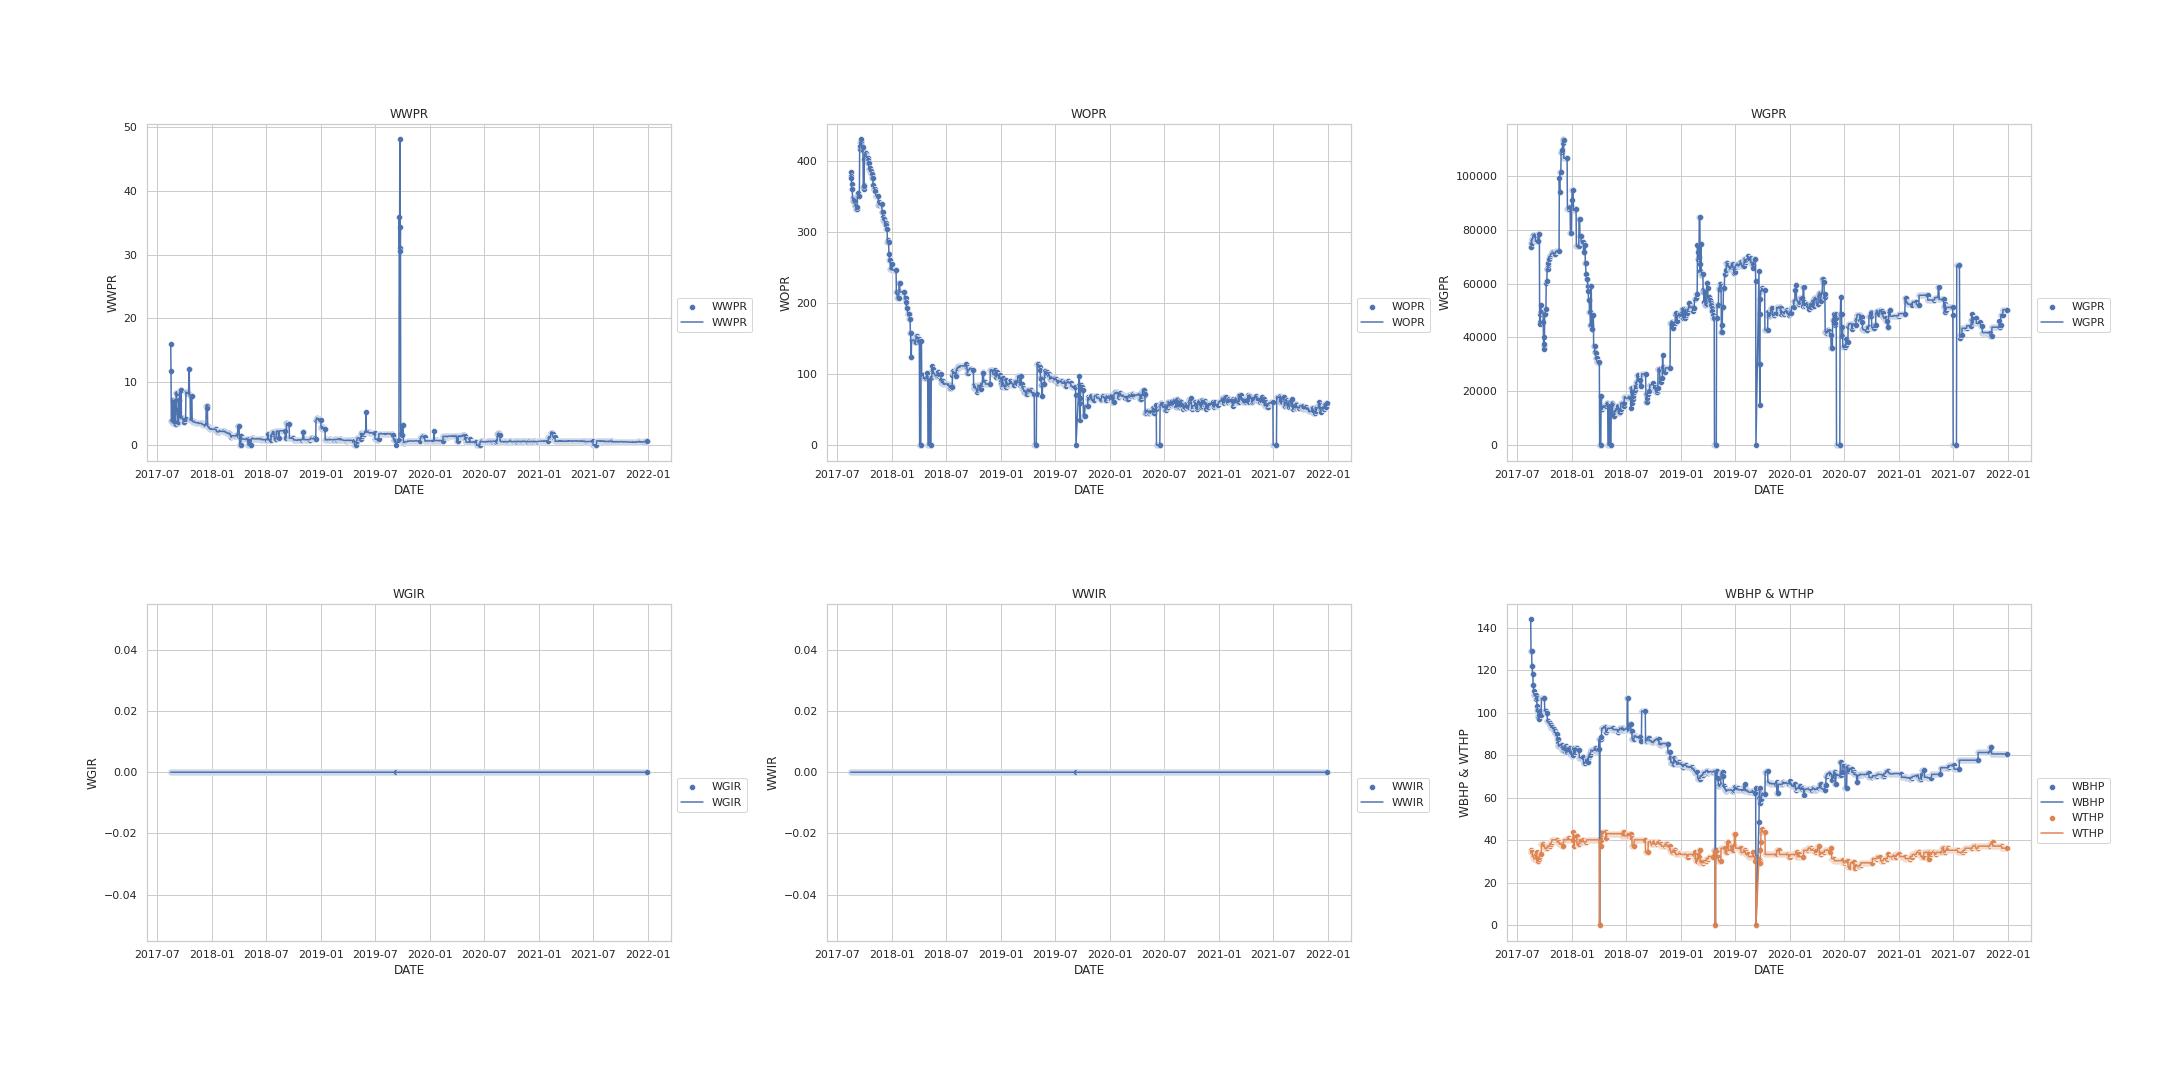 WWPR
50
40
30
20
10
0
WWPR
2017-07 2018-01 2018-07 2019-01 2019-07 2020-01 2020-07 2021-01 2021-07 2022-01
DATE
WWPR
WWPR
WOPR
400
300
200
100
0
WOPR
2017-07 2018-01 2018-07 2019-01 2019-07 2020-01 2020-07 2021-01 2021-07 2022-01
DATE
WOPR
WOPR
WGPR
100000
80000
60000
40000
20000
0
WGPR
2017-07 2018-01 2018-07 2019-01 2019-07 2020-01 2020-07 2021-01 2021-07 2022-01
DATE
WGPR
WGPR
WGIR
0.04
0.02
0.00
−0.02
−0.04
WGIR
2017-07 2018-01 2018-07 2019-01 2019-07 2020-01 2020-07 2021-01 2021-07 2022-01
DATE
WGIR
WGIR
WWIR
0.04
0.02
0.00
−0.02
−0.04
WWIR
2017-07 2018-01 2018-07 2019-01 2019-07 2020-01 2020-07 2021-01 2021-07 2022-01
DATE
WWIR
WWIR
WBHP & WTHP
140
120
100
80
60
40
20
0
WBHP & WTHP
2017-07 2018-01 2018-07 2019-01 2019-07 2020-01 2020-07 2021-01 2021-07 2022-01
DATE
WBHP
WBHP
WTHP
WTHP